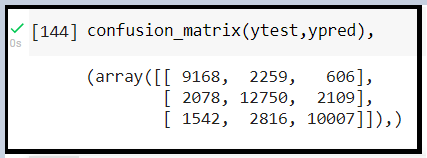 [144] confusion_matrix(ytest,ypred),
0s
(array([[ 9168, 2259, 606],
[ 2078, 12750, 2109],
[ 1542, 2816, 10007]]),)